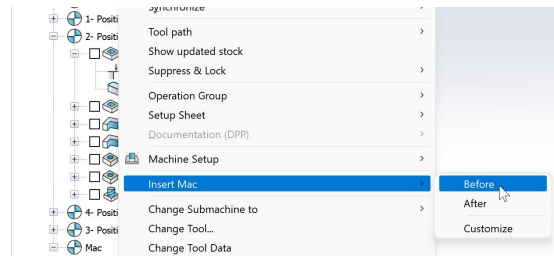 Synchronize
1- Positi
Tool path
2- Positi
Show updated stock
Suppress & Lock
Operation Group
Setup Sheet
Documentation (DPP)
Machine Setup
Insert Mac
Before
After
Change Submachine to
4- Positi
Customize
Change Tool...
3- Positi
Mac
Change Tool Data